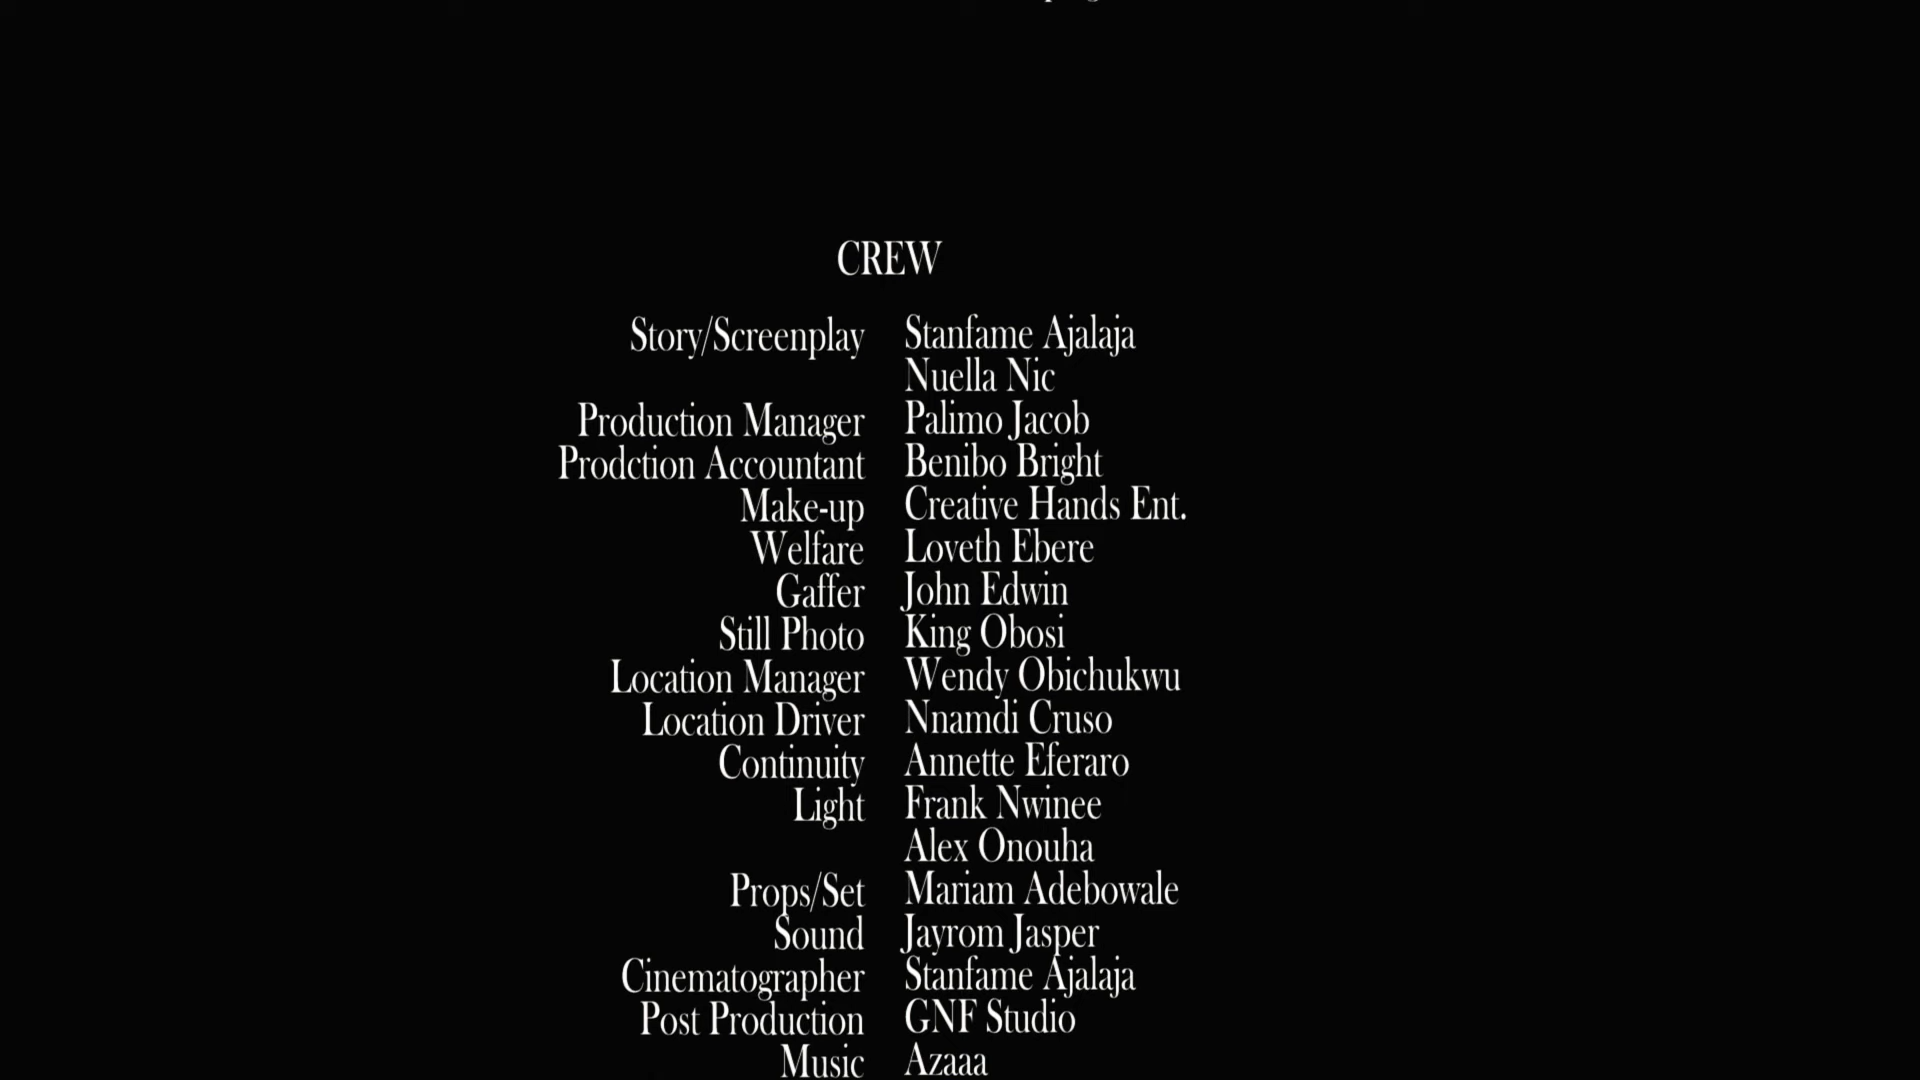 CREW
Story/Screenplay Stanfame Ajalaja
Nuella Nic
Production Manager Palimo Jacob
Prodction Accountant Benibo Bright
Make-up Creative Hands Ent.
Welfare Loveth Ebere
Gaffer John Edwin
Still Photo King Obosi
Location Manager Wendy Obichukwu
Location Driver Nnamdi Cruso
Continuity Annette Eferaro
Light Frank Nwinee
Alex Onouha
Props/Set Mariam Adebowale
Sound Jayrom Jasper
Cinematographer Stanfame Ajalaja
Post Production GNF Studio
Music Azaaa